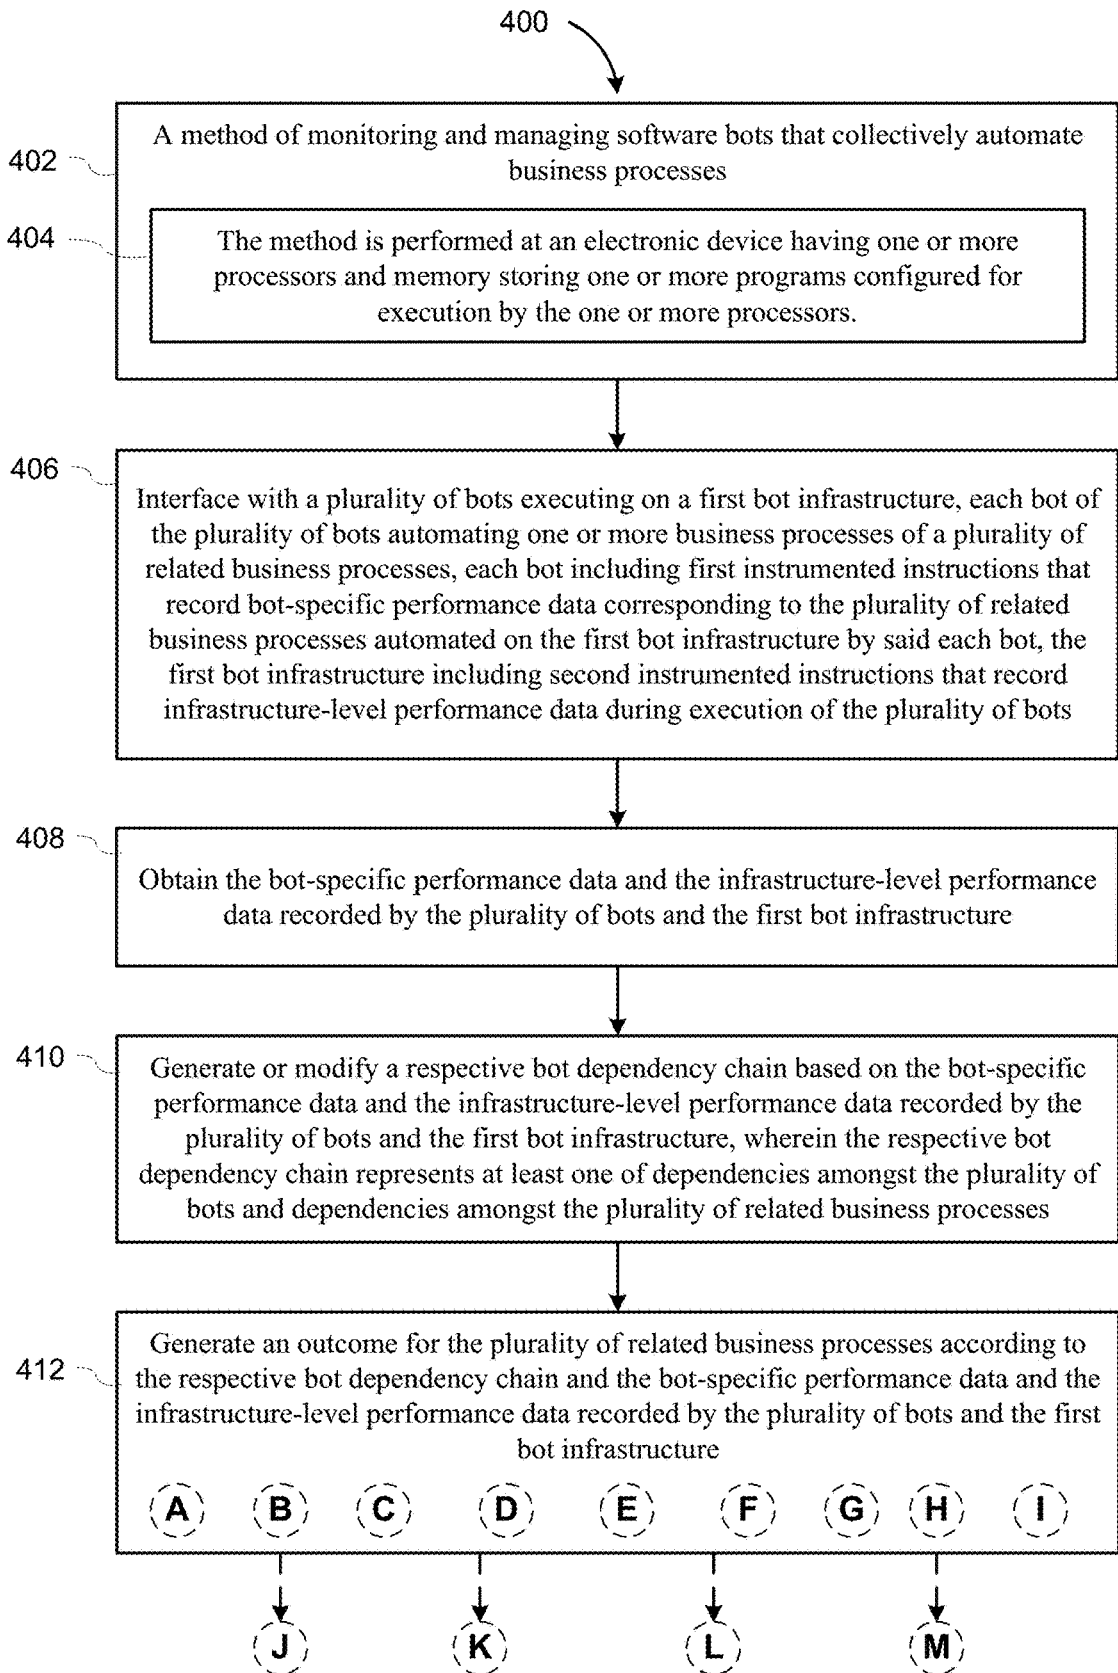 400
402
A method of monitoring and managing software bots that collectively automate
business processes
404
The method is performed at an electronic device having one or more
processors and memory storing one or more programs configured for
execution by the one or more processors.
406
Interface with a plurality of bots executing on a first bot infrastructure, each bot of
the plurality of bots automating one or more business processes of a plurality of
related business processes, each bot including first instrumented instructions that
record bot-specific performance data corresponding to the plurality of related
business processes automated on the first bot infrastructure by said each bot, the
first bot infrastructure including second instrumented instructions that record
infrastructure-level performance data during execution of the plurality of bots
408
Obtain the bot-specific performance data and the infrastructure-level performance
data recorded by the plurality of bots and the first bot infrastructure
410
Generate or modify a respective bot dependency chain based on the bot-specific
performance data and the infrastructure-level performance data recorded by the
plurality of bots and the first bot infrastructure, wherein the respective bot
dependency chain represents at least one of dependencies amongst the plurality of
bots and dependencies amongst the plurality of related business processes
412
Generate an outcome for the plurality of related business processes according to
the respective bot dependency chain and the bot-specific performance data and the
infrastructure-level performance data recorded by the plurality of bots and the first
bot infrastructure
A B C D E F G H I
J K L M